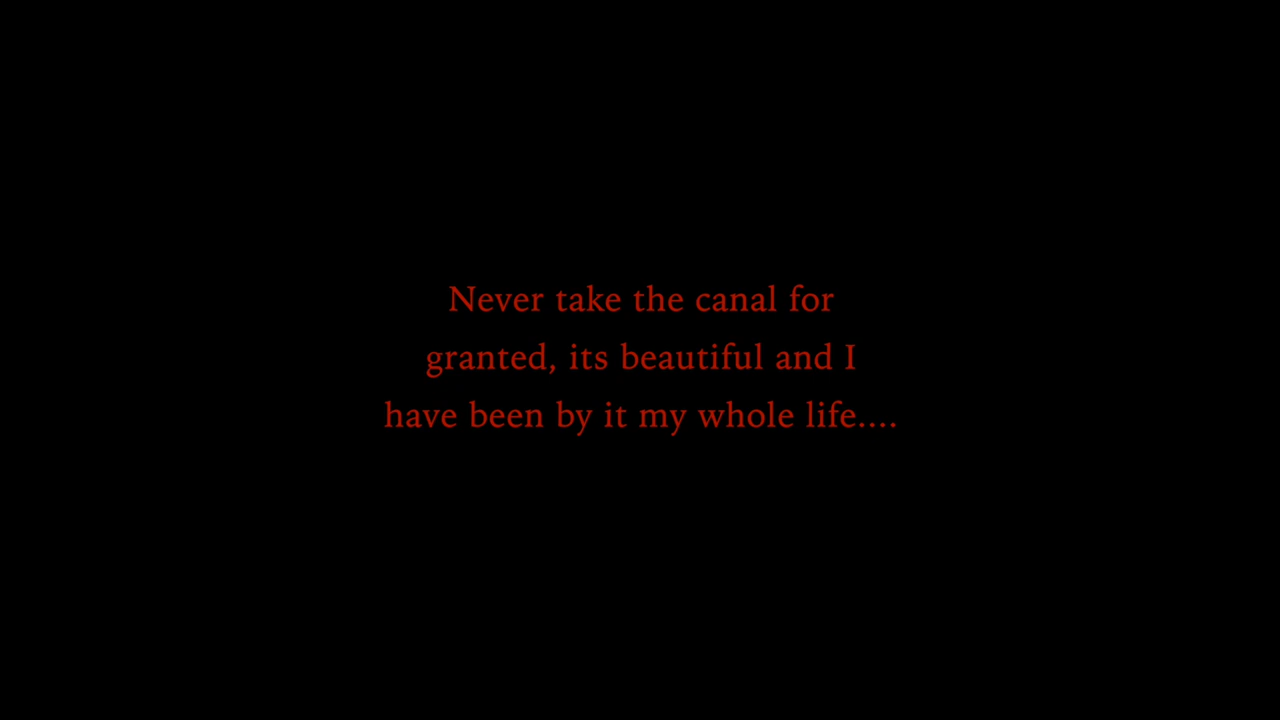 Never take the canal for
granted, its beautiful and I
have been by it my whole life....